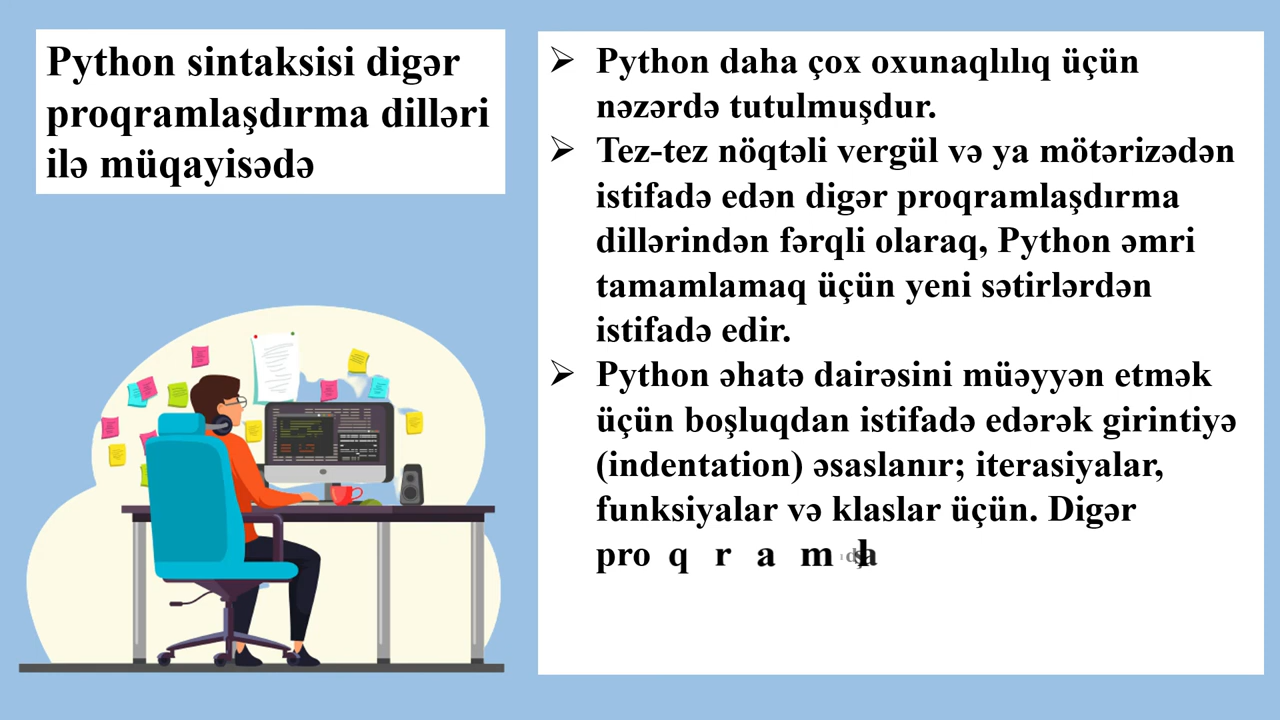 Python sintaksisi digər
proqramlaşdırma dilləri
ilə müqayisədə
➢ Python daha çox oxunaqlılıq üçün
nəzərdə tutulmuşdur.
➢ Tez-tez nöqtəli vergül və ya mötərizədən
istifadə edən digər proqramlaşdırma
dillərindən fərqli olaraq, Python əmri
tamamlamaq üçün yeni sətirlərdən
istifadə edir.
➢ Python əhatə dairəsini müəyyən etmək
üçün boşluqdan istifadə edərək girintiyə
(indentation) əsaslanır; iterasiyalar,
funksiyalar və klaslar üçün. Digər